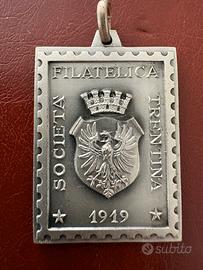 SOCIETÀ
FILATELICA
TRENTINA
1919
subito